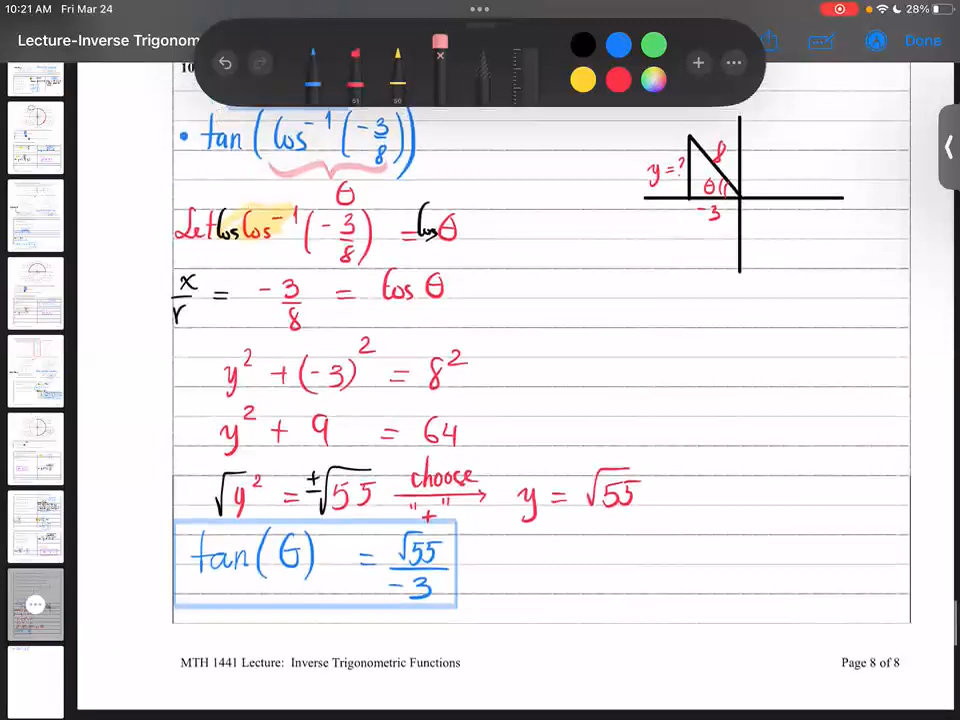 10:21 AM Fri Mar 24
28%
Lecture-Inverse Trigonom
Done
10
• tan (cos⁻¹ (-3/8))
θ
8
y = ?
θ
-3
Let cos cos⁻¹ (-3/8) = cos θ
x/r = -3/8 = cos θ
y² + (-3)² = 8²
y² + 9 = 64
√y² = ±√55 choose "+" y = √55
tan(θ) = √55/-3
MTH 1441 Lecture: Inverse Trigonometric Functions
Page 8 of 8